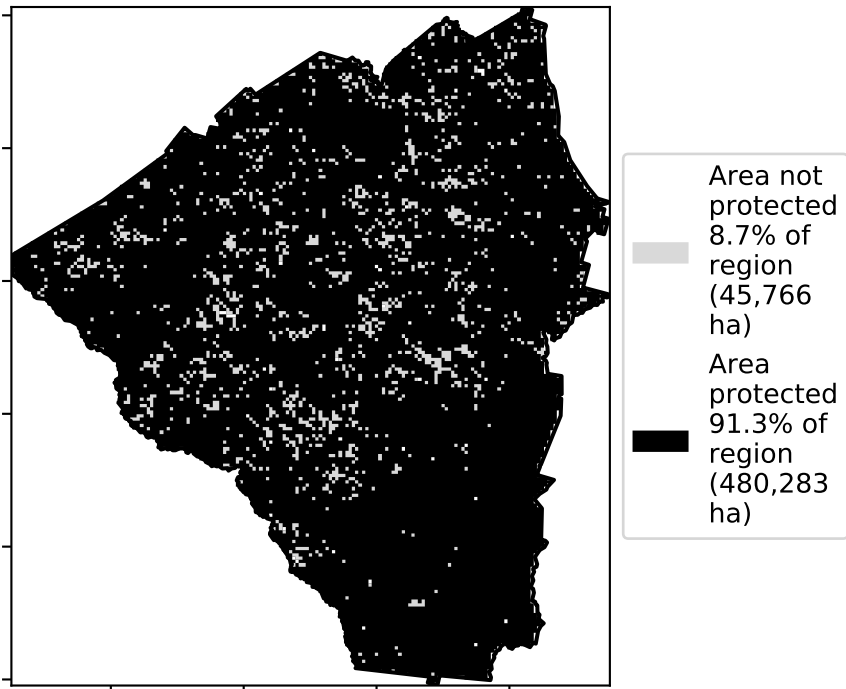 Area not
protected
8.7% of
region
(45,766
ha)
Area
protected
91.3% of
region
(480,283
ha)